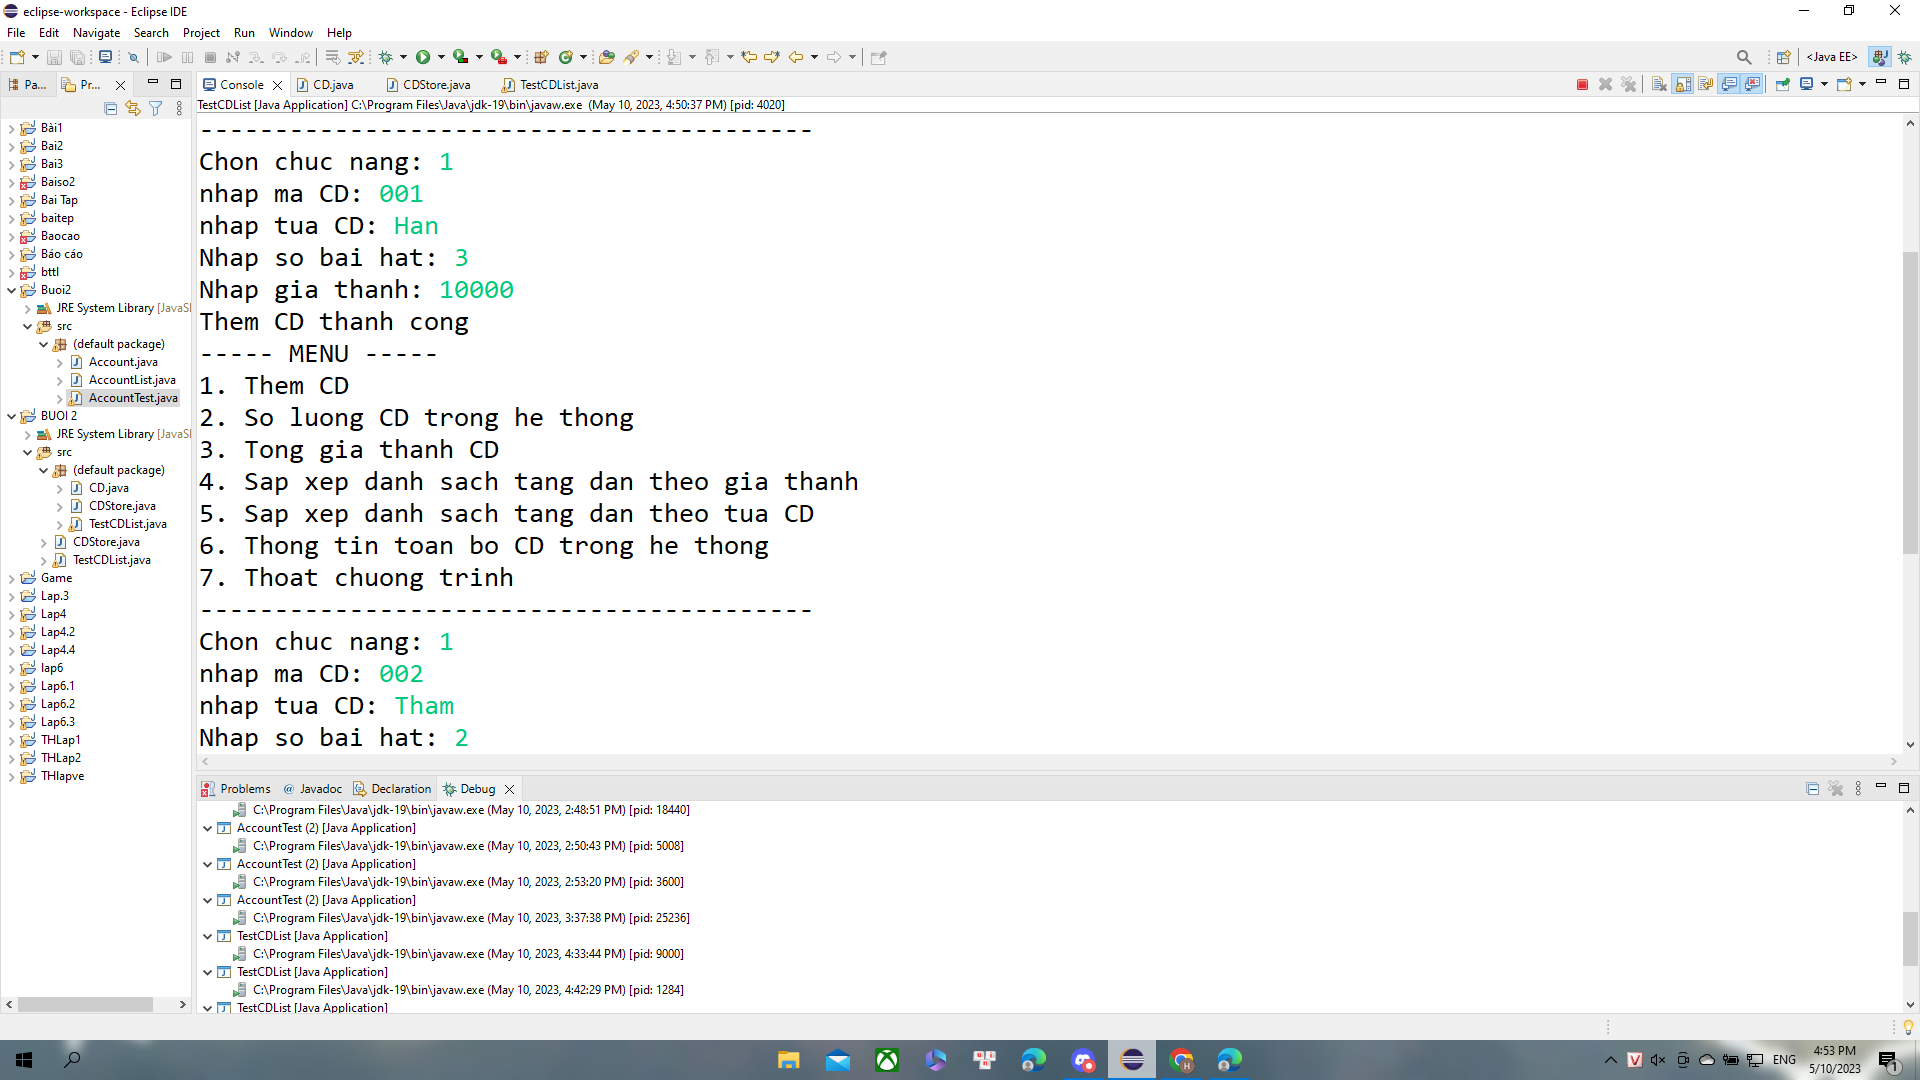 eclipse-workspace - Eclipse IDE
File Edit Navigate Search Project Run Window Help
<Java EE>
Pa... Pr...
Console CD.java CDStore.java TestCDList.java
TestCDList [Java Application] C:\Program Files\Java\jdk-19\bin\javaw.exe (May 10, 2023, 4:50:37 PM) [pid: 4020]
Bài1
Bai2
Bai3
Baiso2
Bai Tap
baitep
Baocao
Báo cáo
bttl
Buoi2
JRE System Library [JavaSI
src
(default package)
Account.java
AccountList.java
AccountTest.java
BUOI 2
JRE System Library [JavaSI
src
(default package)
CD.java
CDStore.java
TestCDList.java
CDStore.java
TestCDList.java
Game
Lap.3
Lap4
Lap4.2
Lap4.4
lap6
Lap6.1
Lap6.2
Lap6.3
THLap1
THLap2
THlapve
-----------------------------------------
Chon chuc nang: 1
nhap ma CD: 001
nhap tua CD: Han
Nhap so bai hat: 3
Nhap gia thanh: 10000
Them CD thanh cong
----- MENU -----
1. Them CD
2. So luong CD trong he thong
3. Tong gia thanh CD
4. Sap xep danh sach tang dan theo gia thanh
5. Sap xep danh sach tang dan theo tua CD
6. Thong tin toan bo CD trong he thong
7. Thoat chuong trinh
-----------------------------------------
Chon chuc nang: 1
nhap ma CD: 002
nhap tua CD: Tham
Nhap so bai hat: 2
Problems @ Javadoc Declaration Debug
C:\Program Files\Java\jdk-19\bin\javaw.exe (May 10, 2023, 2:48:51 PM) [pid: 18440]
AccountTest (2) [Java Application]
C:\Program Files\Java\jdk-19\bin\javaw.exe (May 10, 2023, 2:50:43 PM) [pid: 5008]
AccountTest (2) [Java Application]
C:\Program Files\Java\jdk-19\bin\javaw.exe (May 10, 2023, 2:53:20 PM) [pid: 3600]
AccountTest (2) [Java Application]
C:\Program Files\Java\jdk-19\bin\javaw.exe (May 10, 2023, 3:37:38 PM) [pid: 25236]
TestCDList [Java Application]
C:\Program Files\Java\jdk-19\bin\javaw.exe (May 10, 2023, 4:33:44 PM) [pid: 9000]
TestCDList [Java Application]
C:\Program Files\Java\jdk-19\bin\javaw.exe (May 10, 2023, 4:42:29 PM) [pid: 1284]
TestCDList [Java Application]
V ENG 4:53 PM
5/10/2023 1